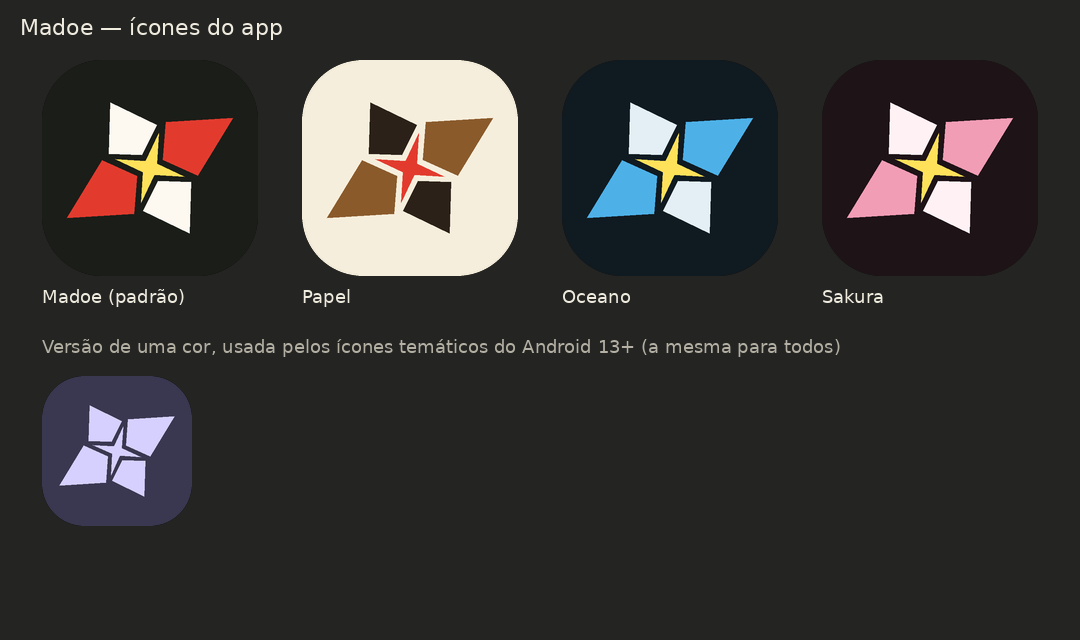 Madoe — ícones do app
Madoe (padrão)
Papel
Oceano
Sakura
Versão de uma cor, usada pelos ícones temáticos do Android 13+ (a mesma para todos)